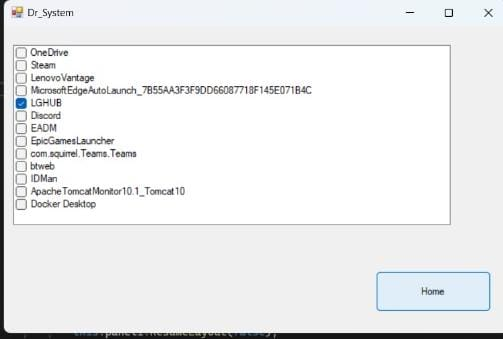 Dr_System
OneDrive
Steam
LenovoVantage
MicrosoftEdgeAutoLaunch_7B55AA3F3F9DD66087718F145E071B4C
LGHUB
Discord
EADM
EpicGamesLauncher
com.squirrel.Teams.Teams
btweb
IDMan
ApacheTomcatMonitor10.1_Tomcat10
Docker Desktop
Home
this.panel1.ResumeLayout(false);